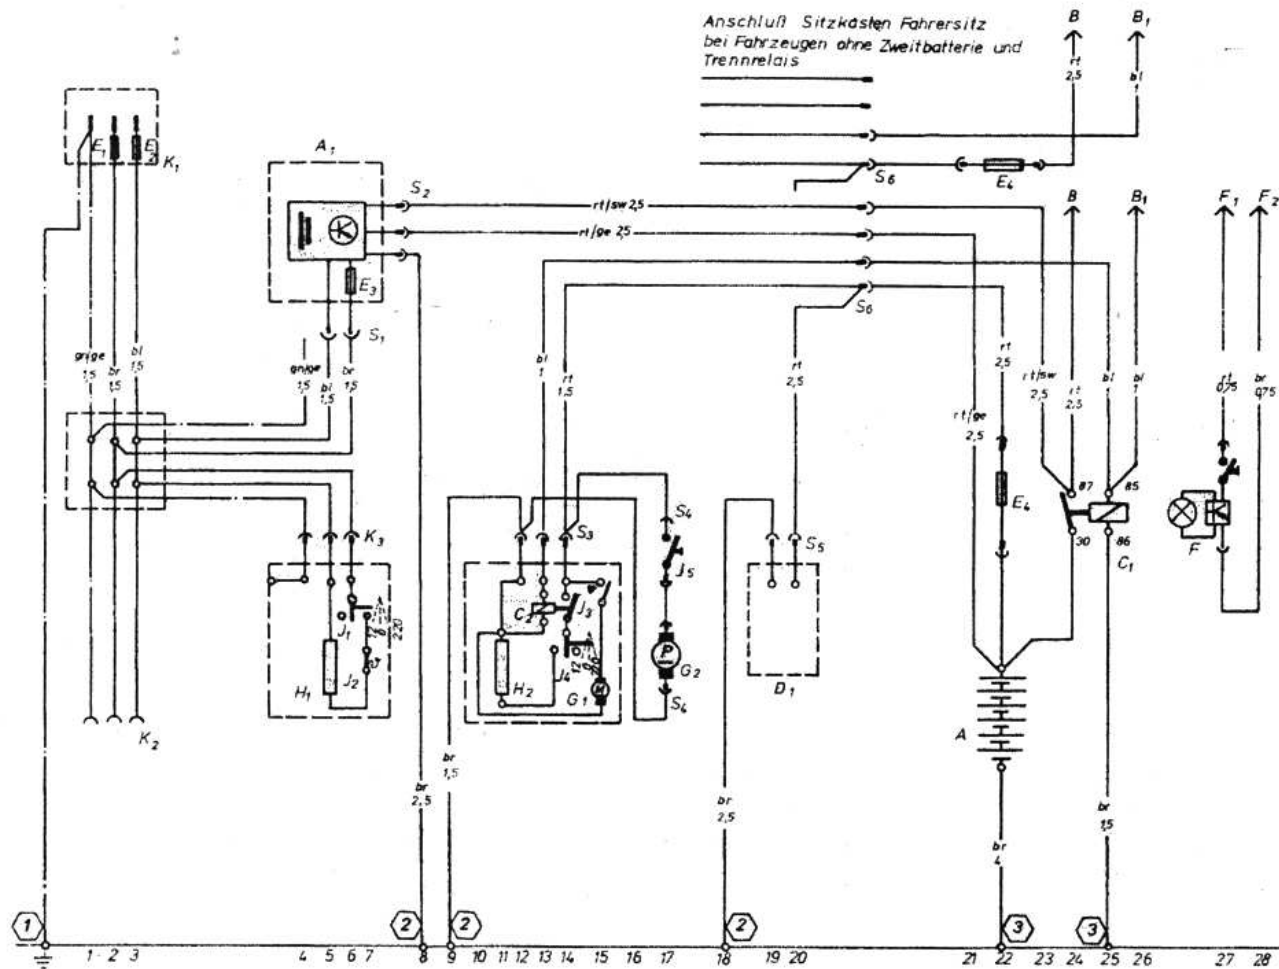 Anschluß Sitzkästen Fahrersitz
bei Fahrzeugen ohne Zweitbatterie und
Trennrelais
B
B1
rt
2,5
bl
1
E1
E2
K1
A1
S2
S6
E4
rt/sw 2,5
rt/ge 2,5
B
B1
F1
F2
E3
S1
S6
gn/ge
1,5
br
1,5
bl
1,5
gn/ge
1,5
bl
1,5
br
1,5
bl
1
rt
1,5
rt
2,5
rt
2,5
rt/sw
2,5
rt
2,5
bl
1
bl
1
rt
0,75
br
0,75
rt/ge
2,5
87
85
E4
30
86
C1
F
K3
S3
S4
J5
S5
C2
J3
J1
12
0
220
J2
H1
H2
J4
12
0
G1
M
P
G2
S4
D1
A
K2
br
2,5
br
1,5
br
2,5
br
4
br
1,5
1
2
2
2
3
3
1 2 3 4 5 6 7 8 9 10 11 12 13 14 15 16 17 18 19 20 21 22 23 24 25 26 27 28